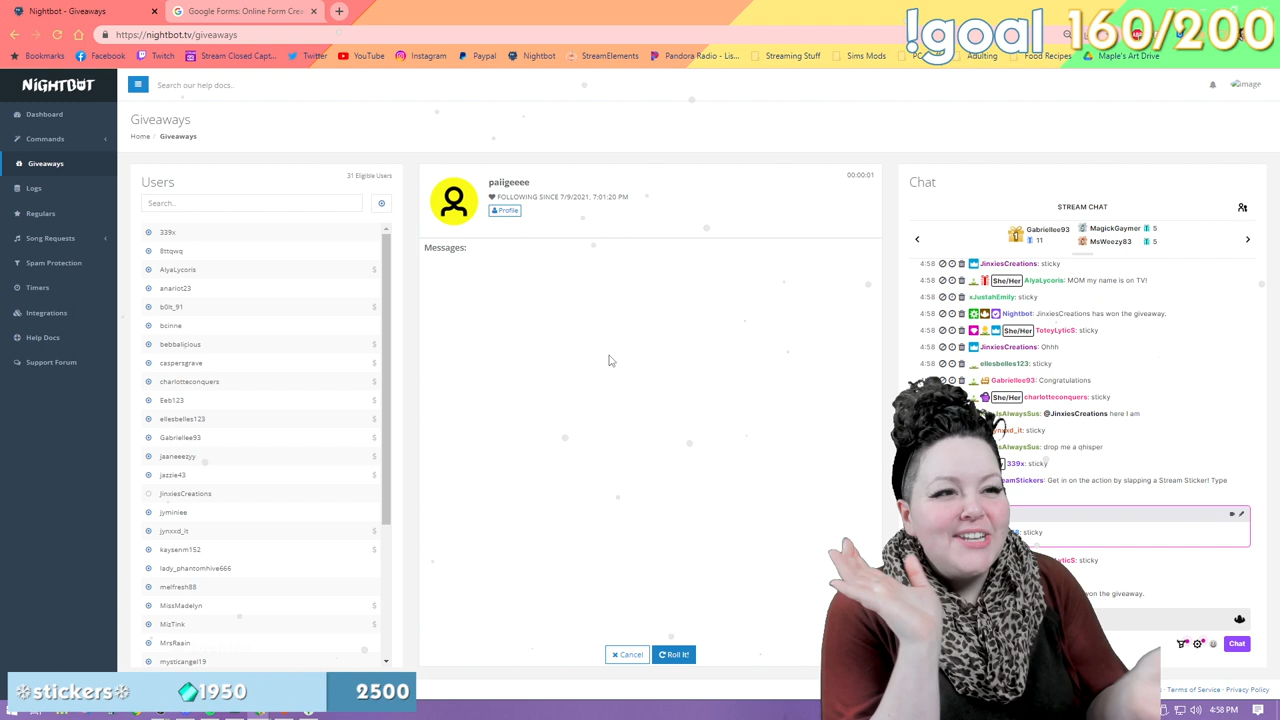 Google Forms: Online Form Cre
https://nightbot.tv/giveaways
!goal 160/200
Bookmarks Facebook Twitch Stream Closed Capt... Twitter YouTube Instagram Paypal Nightbot StreamElements Pandora Radio - Lis... Streaming Stuff Sims Mods Adulting Food Recipes Maple's Art Drive
NIGHTBOT
Search our help docs..
image
Dashboard
Commands
Giveaways
Logs
Regulars
Song Requests
Spam Protection
Timers
Integrations
Help Docs
Support Forum
Giveaways
Home / Giveaways
Users
31 Eligible Users
Search...
339x
8ttqwq
AlyaLycoris $
anariot23
b0lt_91 $
bcinne
bebbalicious $
caspersgrave $
charlotteconquers $
Eeb123 $
ellesbelles123 $
Gabriellee93 $
jaaneeezyy $
jazzie43 $
JinxiesCreations
jyminiee
jynxxd_it $
kaysenm152 $
lady_phantomhive666
melfresh88
MissMadelyn $
MizTink $
MrsRaain
mysticangel19
paiigeeee
00:00:01
FOLLOWING SINCE 7/9/2021, 7:01:20 PM
Profile
Messages:
Cancel
Roll It!
Chat
STREAM CHAT
Gabriellee93
11
MagickGaymer 5
MsWeezy83 5
4:58 JinxiesCreations: sticky
4:58 She/Her AlyaLycoris: MOM my name is on TV!
4:58 xJustahEmily: sticky
4:58 Nightbot: JinxiesCreations has won the giveaway.
4:58 She/Her ToteyLyticS: sticky
4:58 JinxiesCreations: Ohhh
4:58 ellesbelles123: sticky
4:58 Gabriellee93: Congratulations
She/Her charlotteconquers: sticky
isAlwaysSus: @JinxiesCreations here I am
ynxxd_it: sticky
isAlwaysSus: drop me a qhisper
339x: sticky
eamStickers: Get in on the action by slapping a Stream Sticker! Type
sticky
yticS: sticky
won the giveaway.
Chat
Terms of Service · Privacy Policy
*stickers* 1950 2500
4:58 PM